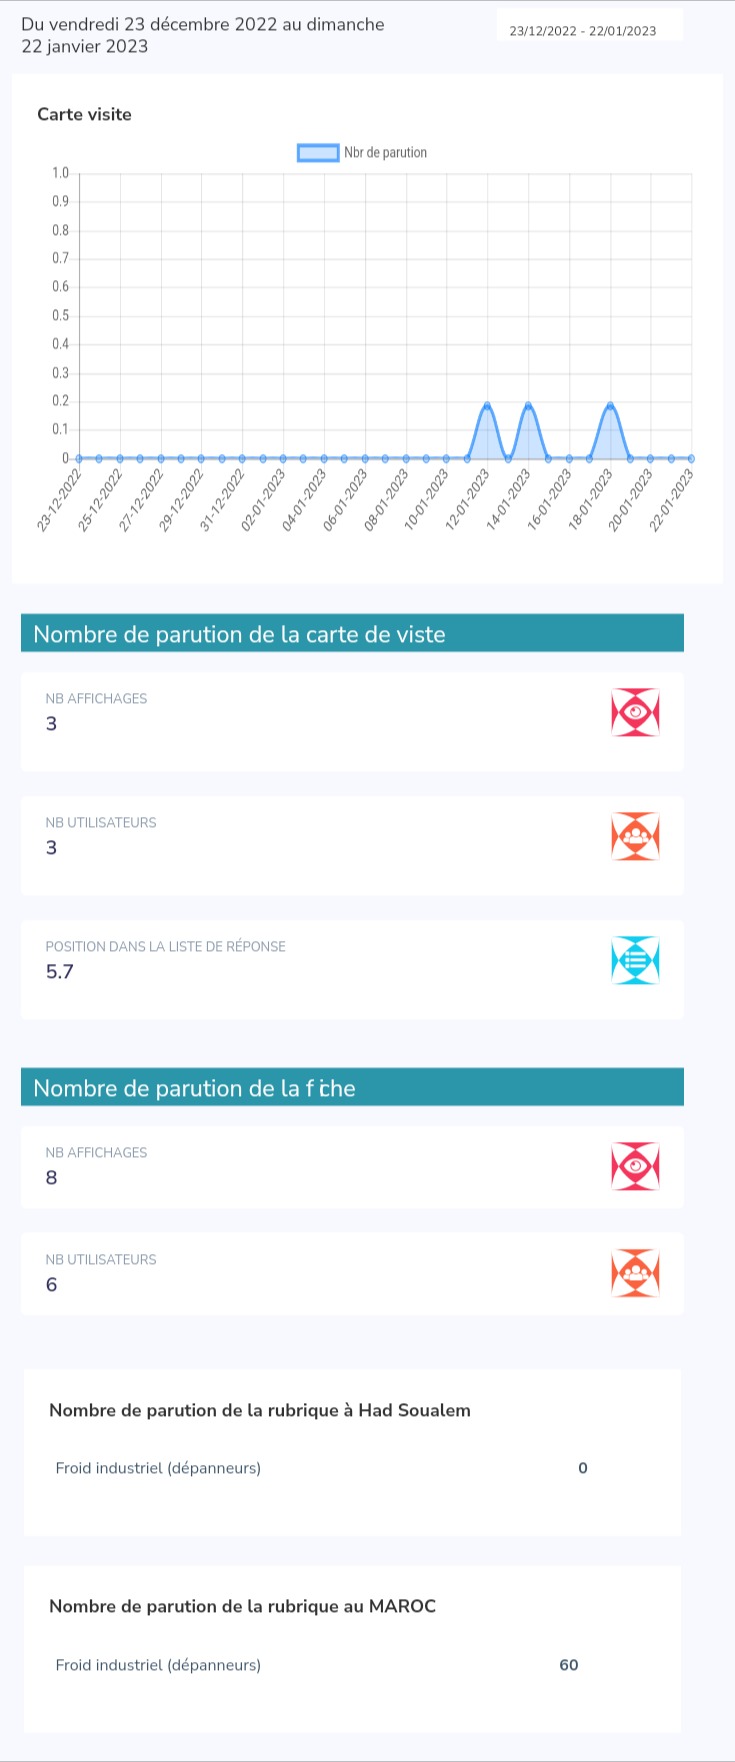 Du vendredi 23 décembre 2022 au dimanche
22 janvier 2023
23/12/2022 - 22/01/2023
Carte visite
Nbr de parution
1.0
0.9
0.8
0.7
0.6
0.5
0.4
0.3
0.2
0.1
0
23-12-2022
25-12-2022
27-12-2022
29-12-2022
31-12-2022
02-01-2023
04-01-2023
06-01-2023
08-01-2023
10-01-2023
12-01-2023
14-01-2023
16-01-2023
18-01-2023
20-01-2023
22-01-2023
Nombre de parution de la carte de viste
NB AFFICHAGES
3
NB UTILISATEURS
3
POSITION DANS LA LISTE DE RÉPONSE
5.7
Nombre de parution de la fiche
NB AFFICHAGES
8
NB UTILISATEURS
6
Nombre de parution de la rubrique à Had Soualem
Froid industriel (dépanneurs) 0
Nombre de parution de la rubrique au MAROC
Froid industriel (dépanneurs) 60